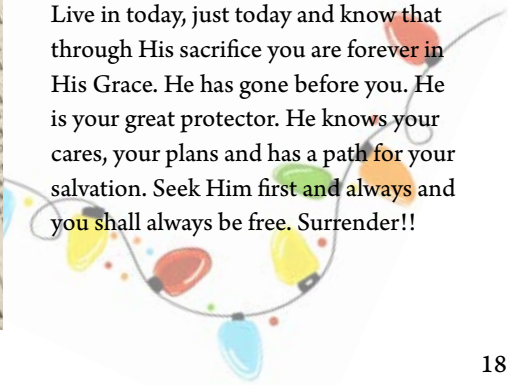 Live in today, just today and know that
through His sacrifice you are forever in
His Grace. He has gone before you. He
is your great protector. He knows your
cares, your plans and has a path for your
salvation. Seek Him first and always and
you shall always be free. Surrender!!
18